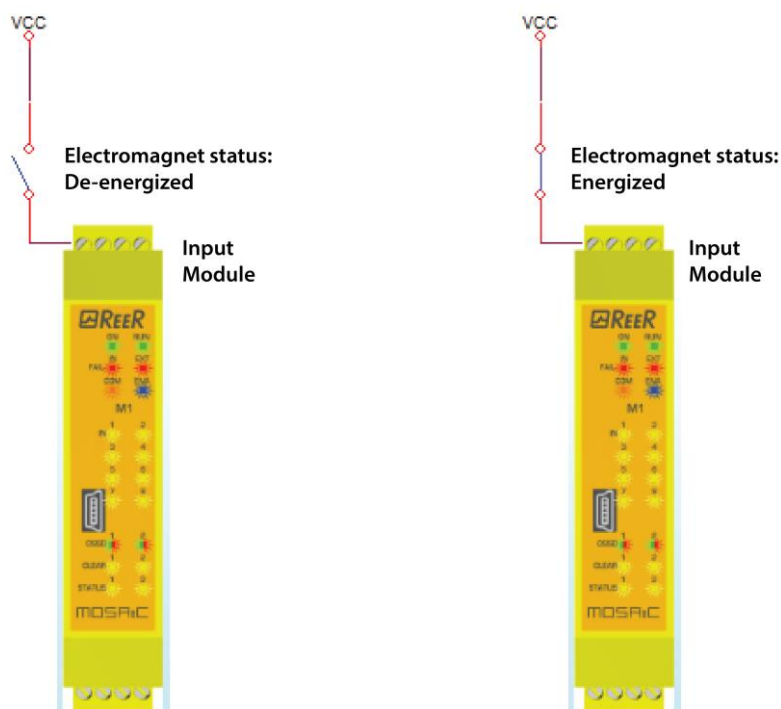 VCC
Electromagnet status:
De-energized
Input
Module
REER
ON RUN
IN EXT
FAIL
COM ENA
M1
1 2
IN
3 4
5 6
7 8
1 2
OSSD
1 2
CLEAR
1 2
STATUS
MOSAIC
VCC
Electromagnet status:
Energized
Input
Module
REER
ON RUN
IN EXT
FAIL
COM ENA
M1
1 2
IN
3 4
5 6
7 8
1 2
OSSD
1 2
CLEAR
1 2
STATUS
MOSAIC